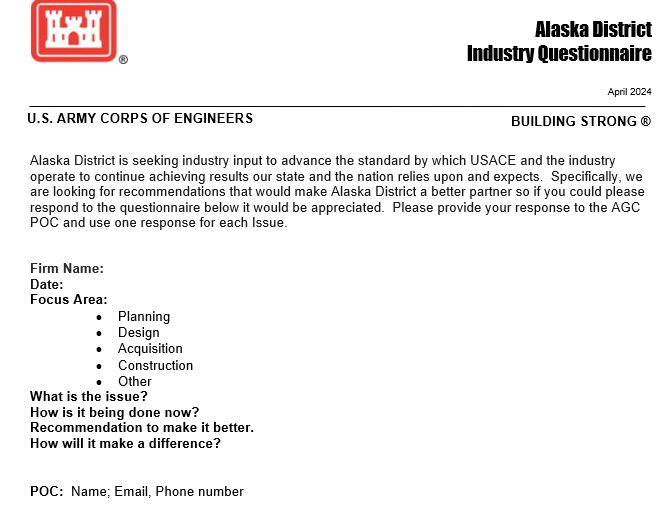 Alaska District
Industry Questionnaire
April 2024
U.S. ARMY CORPS OF ENGINEERS
BUILDING STRONG ®
Alaska District is seeking industry input to advance the standard by which USACE and the industry
operate to continue achieving results our state and the nation relies upon and expects.  Specifically, we
are looking for recommendations that would make Alaska District a better partner so if you could please
respond to the questionnaire below it would be appreciated.  Please provide your response to the AGC
POC and use one response for each Issue.
Firm Name:
Date:
Focus Area:
• Planning
• Design
• Acquisition
• Construction
• Other
What is the issue?
How is it being done now?
Recommendation to make it better.
How will it make a difference?
POC:  Name; Email, Phone number